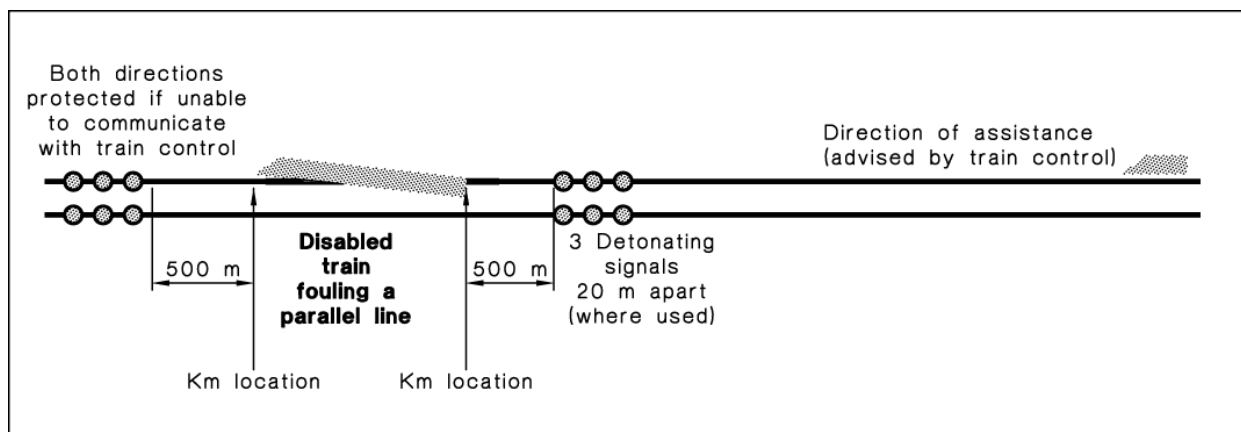 Both directions
protected if unable
to communicate
with train control
Direction of assistance
(advised by train control)
500 m
Disabled
train
fouling a
parallel line
500 m
3 Detonating
signals
20 m apart
(where used)
Km location
Km location